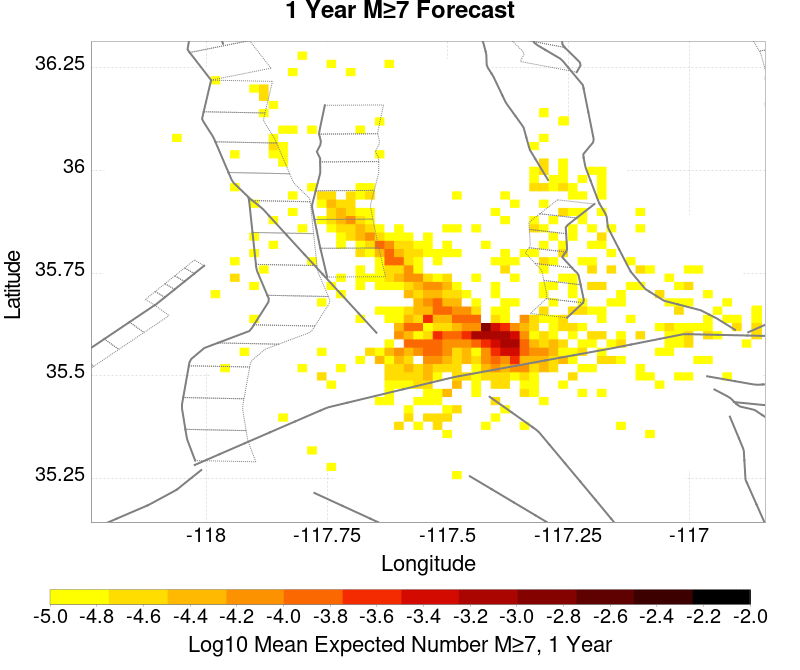 1 Year M≥7 Forecast
36.25
36
35.75
35.5
35.25
Latitude
-118 -117.75 -117.5 -117.25 -117
Longitude
-5.0 -4.8 -4.6 -4.4 -4.2 -4.0 -3.8 -3.6 -3.4 -3.2 -3.0 -2.8 -2.6 -2.4 -2.2 -2.0
Log10 Mean Expected Number M≥7, 1 Year